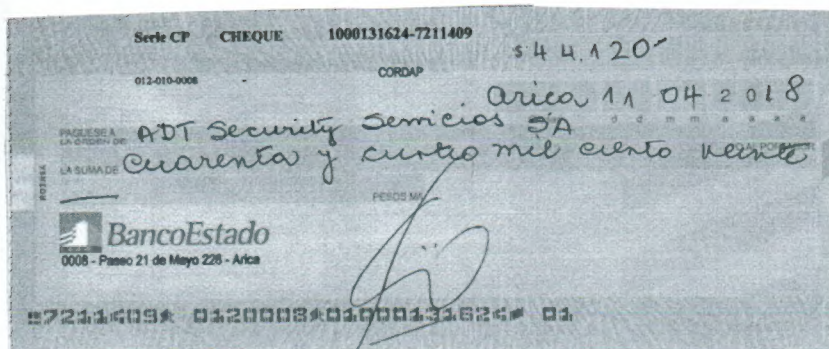 Serie CP CHEQUE 1000131624-7211409
$44.120-
012-010-0008 - CORDAP
Arica 11 04 2018
d d m m a a a a
PAGUESE A LA ORDEN DE ADT Security Servicios SA
LA SUMA DE Cuarenta y cuatro mil ciento veinte
PESOS M/L
BancoEstado
0008 - Paseo 21 de Mayo 228 - Arica
7211409 0120008 01000131624 01